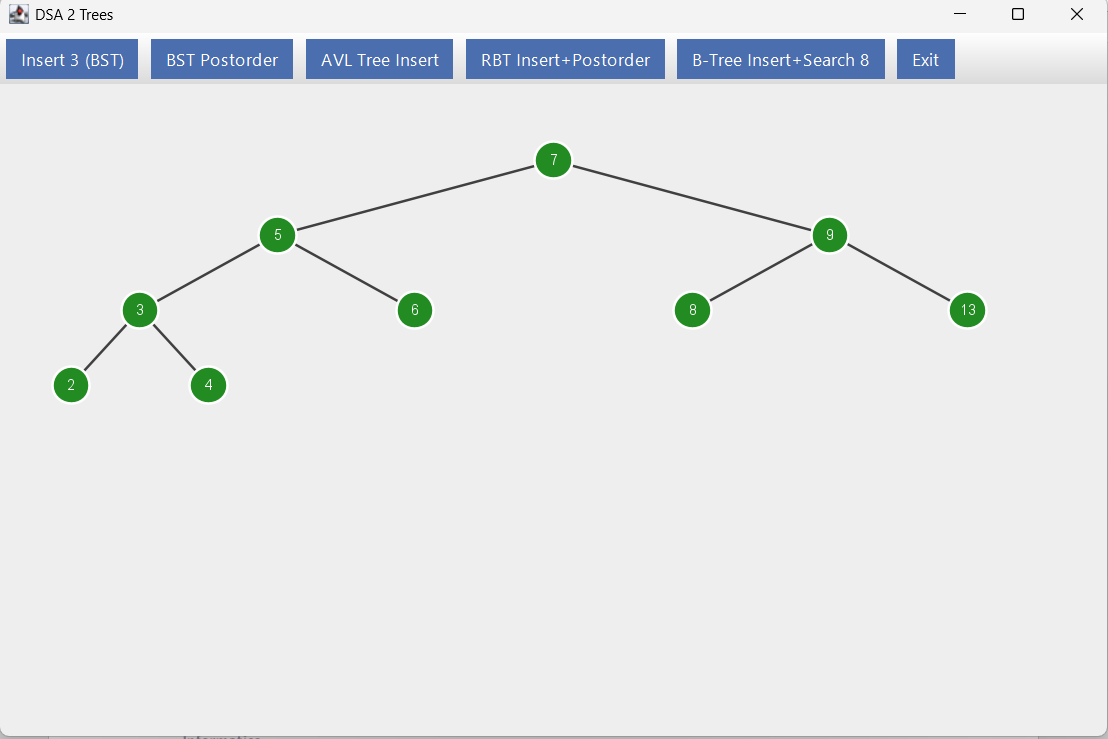 DSA 2 Trees
Insert 3 (BST) BST Postorder AVL Tree Insert RBT Insert+Postorder B-Tree Insert+Search 8 Exit
7
5 9
3 6 8 13
2 4